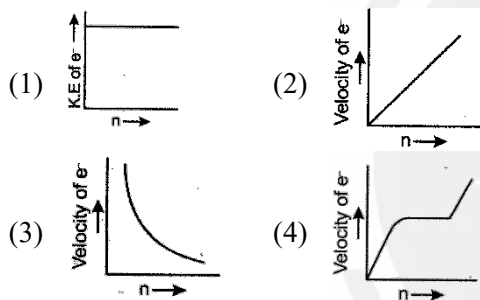 (1)
K.E of e⁻
n
(2)
Velocity of e⁻
n
(3)
Velocity of e⁻
n
(4)
Velocity of e⁻
n